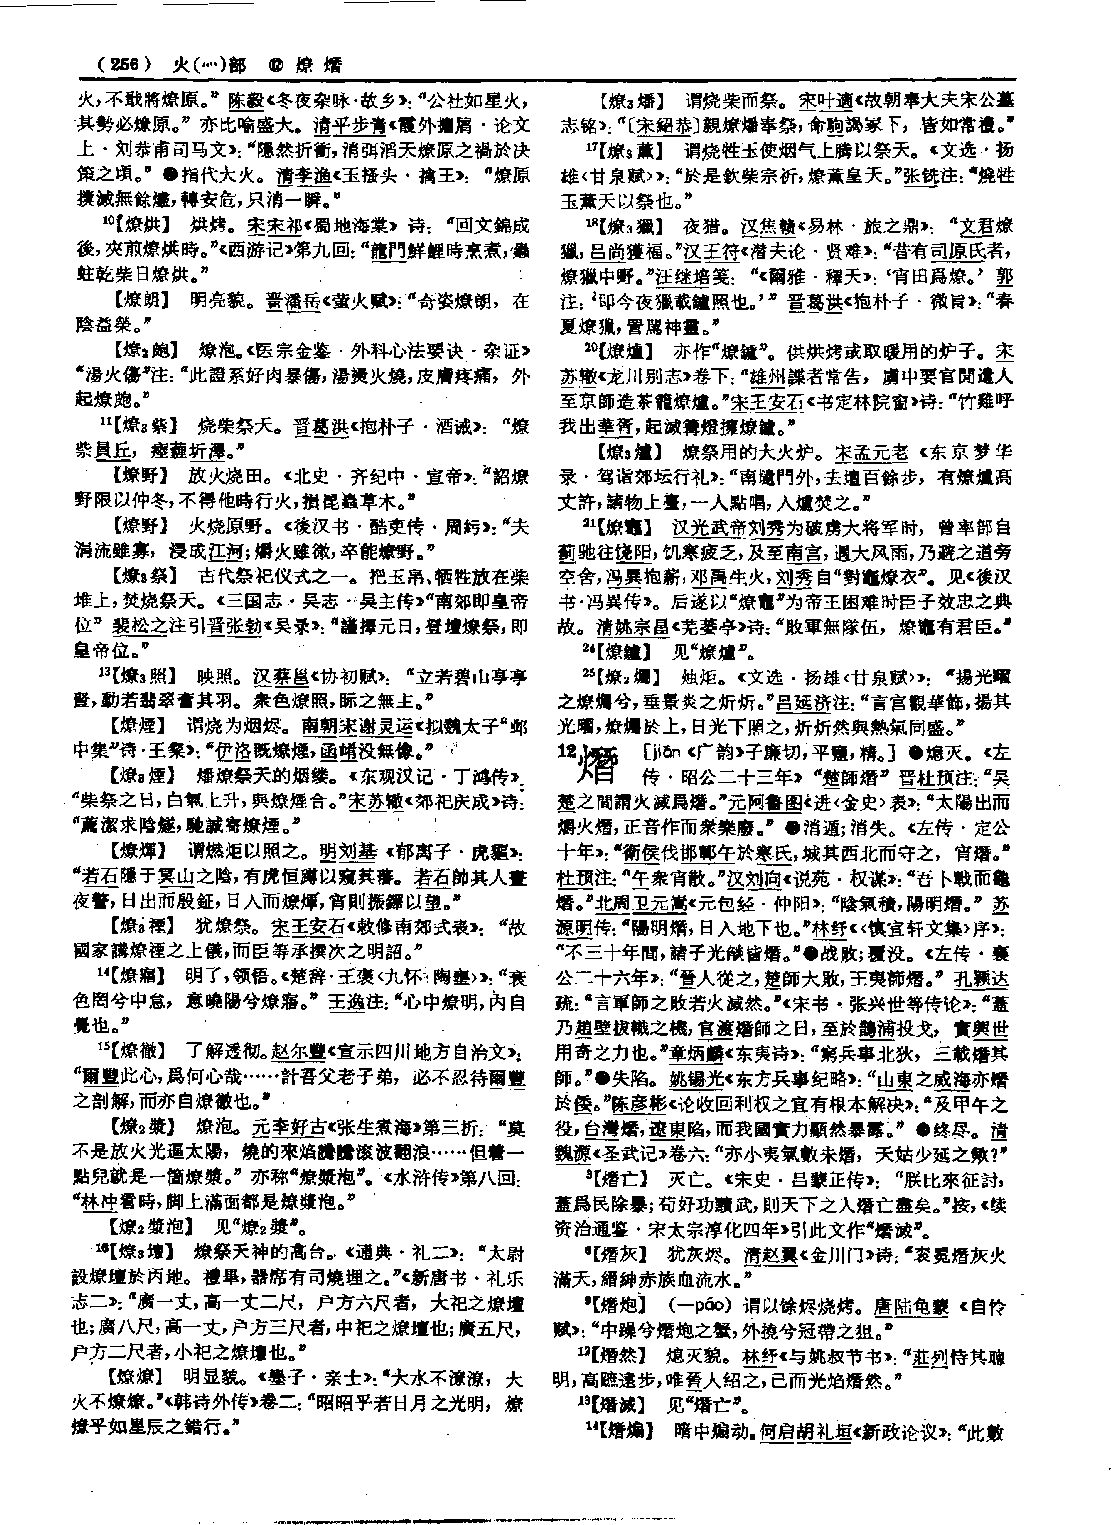 (256) 火(灬)部 ⑫ 燎 熸
火，不敢將燎原。”陈毅《冬夜杂咏·故乡》：“公社如星火，
其勢必燎原。”亦比喻盛大。清平步青《霞外攟屑·论文
上·刘恭甫司马文》：“隱然折衝，消弭滔天燎原之禍於決
策之頃。”❷指代大火。清李渔《玉搔头·擒王》：“燎原
撲滅無餘燼，轉安危，只消一瞬。”
10【燎烘】 烘烤。宋宋祁《蜀地海棠》诗：“回文錦成
後，夾煎燎烘時。”《西游记》第九回：“龍門鮮鯉時烹煮，蟲
蛀乾柴日燎烘。”
【燎朗】 明亮貌。晋潘岳《萤火赋》：“奇姿燎朗，在
陰益榮。”
【燎2皰】 燎泡。《医宗金鉴·外科心法要诀·杂证》
“湯火傷”注：“此證系好肉暴傷，湯燙火燒，皮膚疼痛，外
起燎皰。”
11【燎3祡】 烧柴祭天。晋葛洪《抱朴子·酒诫》：“燎
柴員丘，瘞薶圻澤。”
【燎野】 放火烧田。《北史·齐纪中·宣帝》：“詔燎
野限以仲冬，不得他時行火，損昆蟲草木。”
【燎野】 火烧原野。《後汉书·酷吏传·周䊸》：“夫
涓流雖寡，浸成江河；爝火雖微，卒能燎野。”
【燎3祭】 古代祭祀仪式之一。把玉帛、牺牲放在柴
堆上，焚烧祭天。《三国志·吴志·吴主传》“南郊即皇帝
位”裴松之注引晋张勃《吴录》：“謹擇元日，登壇燎祭，即
皇帝位。”
13【燎3照】 映照。汉蔡邕《协初赋》：“立若碧山亭亭
豎，動若翡翠奮其羽。衆色燎照，眎之無主。”
【燎煙】 谓烧为烟烬。南朝宋谢灵运《拟魏太子“邺
中集”诗·王粲》：“伊洛既燎煙，函崤没無像。”
【燎3煙】 燔燎祭天的烟缕。《东观汉记·丁鸿传》：
“柴祭之日，白氣上升，與燎煙合。”宋苏辙《郊祀庆成》诗：
“薦潔求陰燧，馳誠寄燎煙。”
【燎煇】 谓燃炬以照之。明刘基《郁离子·虎貙》：
“若石隱于冥山之陰，有虎恒蹲以窺其藩。若石帥其人晝
夜警，日出而殷鉦，日入而燎煇，宵則振鐸以望。”
【燎3禋】 犹燎祭。宋王安石《敕修南郊式表》：“故
國家講燎禋之上儀，而臣等承撰次之明詔。”
14【燎寤】 明了，领悟。《楚辞·王褒〈九怀·陶壅〉》：“衮
色罔兮中怠，意曉陽兮燎寤。”王逸注：“心中燎明，内自
覺也。”
15【燎徹】 了解透彻。赵尔豐《宣示四川地方自治文》：
“爾豐此心，爲何心哉……計吾父老子弟，必不忍待爾豐
之剖解，而亦自燎徹也。”
【燎2漿】 燎泡。元李好古《张生煮海》第三折：“莫
不是放火光逼太陽，燒的來焰騰騰滚波翻浪……但着一
點兒就是一箇燎漿。”亦称“燎漿泡”。《水浒传》第八回：
“林冲看時，脚上滿面都是燎漿泡。”
【燎2漿泡】 见“燎2漿”。
16【燎3壇】 燎祭天神的高台。《通典·礼二》：“太尉
設燎壇於丙地。禮畢，器席有司燒埋之。”《新唐书·礼乐
志二》：“廣一丈，高一丈二尺，户方六尺者，大祀之燎壇
也；廣八尺，高一丈，户方三尺者，中祀之燎壇也；廣五尺，
户方二尺者，小祀之燎壇也。”
【燎燎】 明显貌。《墨子·亲士》：“大水不潦潦，大
火不燎燎。”《韩诗外传》卷二：“昭昭乎若日月之光明，燎
燎乎如星辰之錯行。”
【燎3燔】 谓烧柴而祭。宋叶適《故朝奉大夫宋公墓
志铭》：“〔宋紹恭〕親燎燔奉祭，命駒謁冢下，皆如常禮。”
17【燎3薰】 谓烧牲玉使烟气上腾以祭天。《文选·扬
雄〈甘泉赋〉》：“於是欽柴宗祈，燎薰皇天。”张铣注：“燒牲
玉薰天以祭也。”
18【燎3獵】 夜猎。汉焦赣《易林·旅之鼎》：“文君燎
獵，吕尚獲福。”汉王符《潜夫论·贤难》：“昔有司原氏者，
燎獵中野。”汪继培笺：“《爾雅·釋天》：‘宵田爲燎。’郭
注：‘即今夜獵載鑪照也。’”晋葛洪《抱朴子·微旨》：“春
夏燎獵，詈罵神靈。”
20【燎爐】 亦作“燎鑪”。供烘烤或取暖用的炉子。宋
苏辙《龙川别志》卷下：“雄州諜者常告，虜中要官間遣人
至京師造茶籠燎爐。”宋王安石《书定林院窗》诗：“竹雞呼
我出華胥，起滅篝燈擁燎鑪。”
【燎3爐】 燎祭用的大火炉。宋孟元老《东京梦华
录·驾诣郊坛行礼》：“南壝門外，去壇百餘步，有燎爐高
丈許，諸物上臺，一人點唱，入爐焚之。”
21【燎竈】 汉光武帝刘秀为破虏大将军时，曾率部自
蓟驰往饶阳，饥寒疲乏，及至南宫，遇大风雨，乃避之道旁
空舍，冯異抱薪，邓禹生火，刘秀自“對竈燎衣”。见《後汉
书·冯異传》。后遂以“燎竈”为帝王困难时臣子效忠之典
故。清姚宗昌《芜蒌亭》诗：“敗軍無隊伍，燎竈有君臣。”
24【燎鑪】 见“燎爐”。
25【燎2爥】 烛炬。《文选·扬雄〈甘泉赋〉》：“揚光曜
之燎爥兮，垂景炎之炘炘。”吕延济注：“言宫觀華飾，揚其
光曜，燎爥於上，日光下照之，炘炘然與熱氣同盛。”
12熸 ［jiān《广韵》子廉切，平鹽，精。］❶熄灭。《左
传·昭公二十三年》“楚師熸”晋杜预注：“吴
楚之間謂火滅爲熸。”元阿鲁图《进〈金史〉表》：“太陽出而
爝火熸，正音作而衆樂廢。”❷消遁；消失。《左传·定公
十年》：“衛侯伐邯鄲午於寒氏，城其西北而守之，宵熸。”
杜预注：“午衆宵散。”汉刘向《说苑·权谋》：“吾卜戰而龜
熸。”北周卫元嵩《元包经·仲阳》：“陰氣積，陽明熸。”苏
源明传：“陽明熸，日入地下也。”林纾《〈慎宜轩文集〉序》：
“不三十年間，諸子光燄皆熸。”❸战败；覆没。《左传·襄
公二十六年》：“晉人從之，楚師大敗，王夷師熸。”孔颖达
疏：“言軍師之敗若火滅然。”《宋书·张兴世等传论》：“蓋
乃趙壁拔幟之機，官渡熸師之日，至於鵲浦投戈，實興世
用奇之力也。”章炳麟《东夷诗》：“窮兵事北狄，三載熸其
師。”❹失陷。姚锡光《东方兵事纪略》：“山東之威海亦熸
於倭。”陈彦彬《论收回利权之宜有根本解决》：“及甲午之
役，台灣熸，遼東陷，而我國實力顯然暴露。”❺终尽。清
魏源《圣武记》卷六：“亦小夷氣數未熸，天姑少延之歟？”
3【熸亡】 灭亡。《宋史·吕蒙正传》：“朕比來征討，
蓋爲民除暴；苟好功黷武，則天下之人熸亡盡矣。”按，《续
资治通鉴·宋太宗淳化四年》引此文作“熸滅”。
6【熸灰】 犹灰烬。清赵翼《金川门》诗：“衮冕熸灰火
滿天，縉紳赤族血流水。”
9【熸炮】 （—páo）谓以馀烬烧烤。唐陆龟蒙《自怜
赋》：“中躁兮熸炮之蟹，外撓兮冠帶之狙。”
12【熸然】 熄灭貌。林纾《与姚叔节书》：“莊列恃其聰
明，高蹠遠步，唯晉人紹之，已而光焰熸然。”
13【熸滅】 见“熸亡”。
14【熸煽】 暗中煽动。何启胡礼垣《新政论议》：“此數